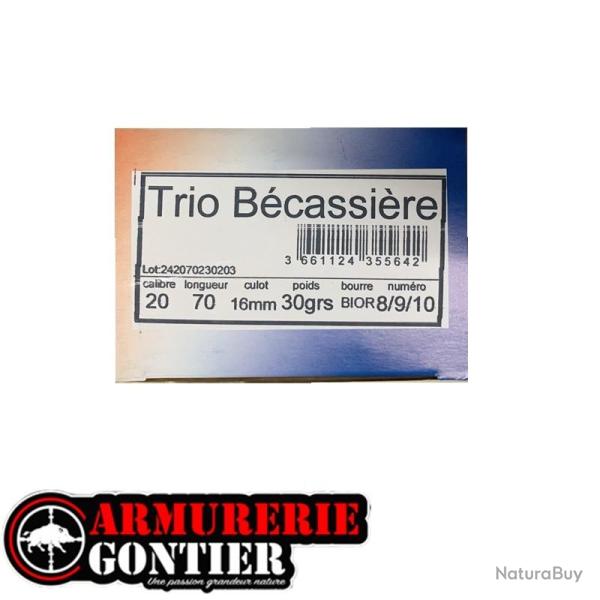 Trio Bécassière
3 661124 355642
Lot:242070230203
calibre longueur culot poids bourre numéro
20 70 16mm 30grs BIOR 8/9/10
ARMURERIE
GONTIER
Une passion grandeur nature
NaturaBuy